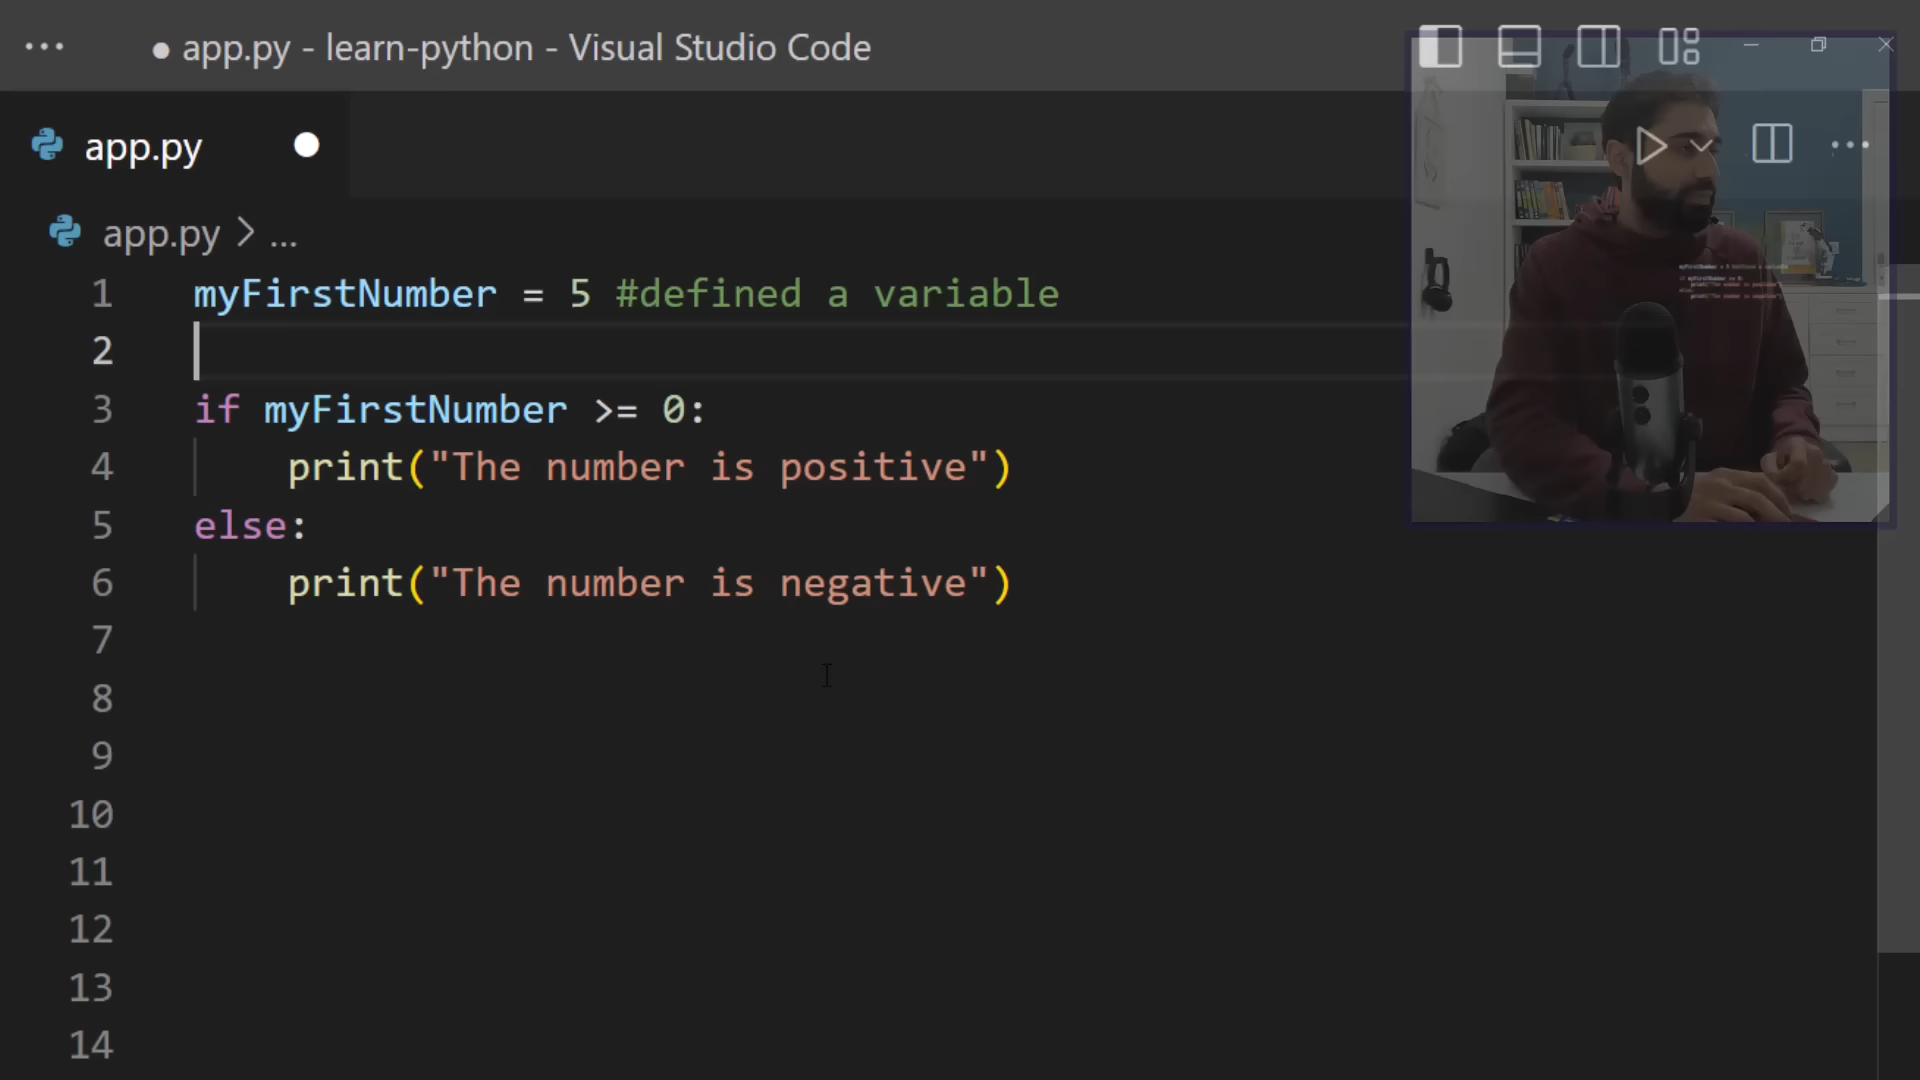 app.py - learn-python - Visual Studio Code
app.py
app.py > ...
1 myFirstNumber = 5 #defined a variable
2
3 if myFirstNumber >= 0:
4     print("The number is positive")
5 else:
6     print("The number is negative")
7
8
9
10
11
12
13
14